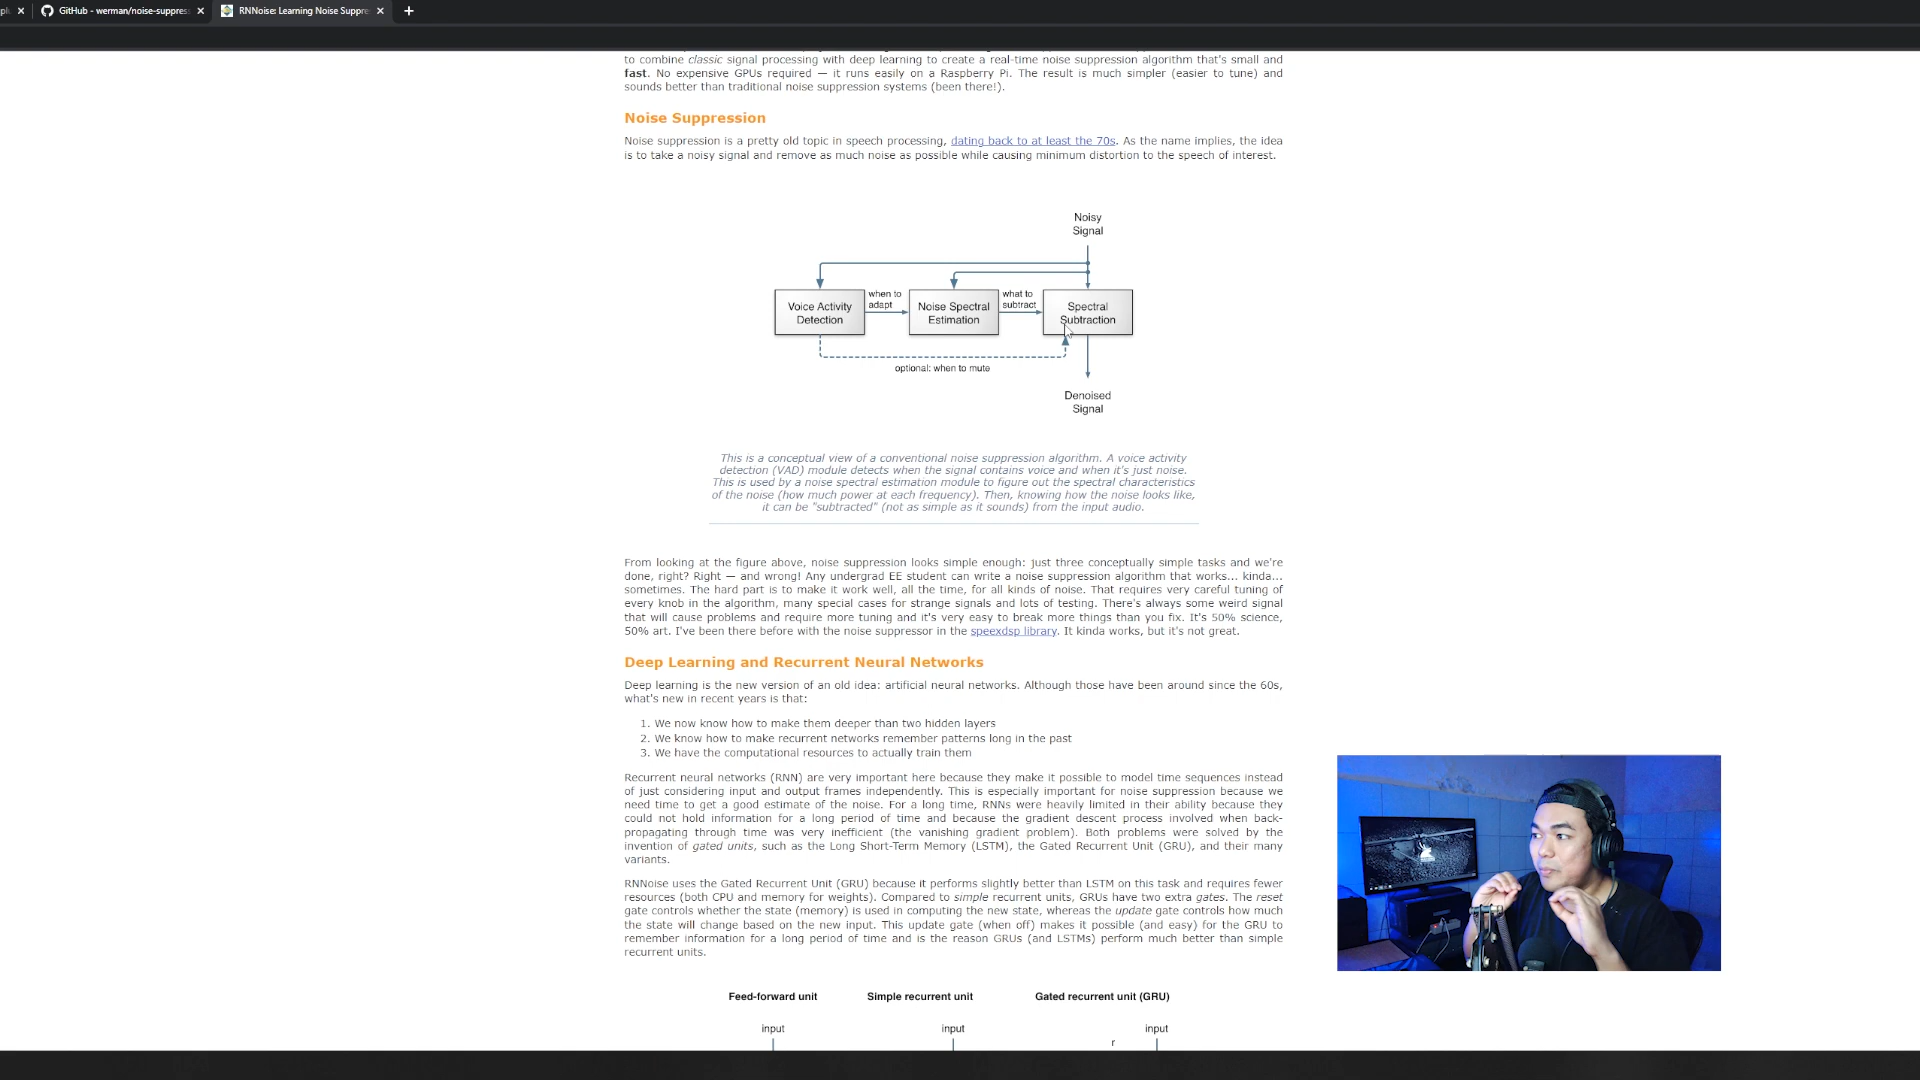 GitHub - werman/noise-suppress
RNNoise: Learning Noise Suppre
to combine classic signal processing with deep learning to create a real-time noise suppression algorithm that's small and
fast. No expensive GPUs required — it runs easily on a Raspberry Pi. The result is much simpler (easier to tune) and
sounds better than traditional noise suppression systems (been there!).
Noise Suppression
Noise suppression is a pretty old topic in speech processing, dating back to at least the 70s. As the name implies, the idea
is to take a noisy signal and remove as much noise as possible while causing minimum distortion to the speech of interest.
Noisy
Signal
Voice Activity
Detection
when to
adapt
Noise Spectral
Estimation
what to
subtract
Spectral
Subtraction
optional: when to mute
Denoised
Signal
This is a conceptual view of a conventional noise suppression algorithm. A voice activity
detection (VAD) module detects when the signal contains voice and when it's just noise.
This is used by a noise spectral estimation module to figure out the spectral characteristics
of the noise (how much power at each frequency). Then, knowing how the noise looks like,
it can be "subtracted" (not as simple as it sounds) from the input audio.
From looking at the figure above, noise suppression looks simple enough: just three conceptually simple tasks and we're
done, right? Right — and wrong! Any undergrad EE student can write a noise suppression algorithm that works... kinda...
sometimes. The hard part is to make it work well, all the time, for all kinds of noise. That requires very careful tuning of
every knob in the algorithm, many special cases for strange signals and lots of testing. There's always some weird signal
that will cause problems and require more tuning and it's very easy to break more things than you fix. It's 50% science,
50% art. I've been there before with the noise suppressor in the speexdsp library. It kinda works, but it's not great.
Deep Learning and Recurrent Neural Networks
Deep learning is the new version of an old idea: artificial neural networks. Although those have been around since the 60s,
what's new in recent years is that:
1. We now know how to make them deeper than two hidden layers
2. We know how to make recurrent networks remember patterns long in the past
3. We have the computational resources to actually train them
Recurrent neural networks (RNN) are very important here because they make it possible to model time sequences instead
of just considering input and output frames independently. This is especially important for noise suppression because we
need time to get a good estimate of the noise. For a long time, RNNs were heavily limited in their ability because they
could not hold information for a long period of time and because the gradient descent process involved when back-
propagating through time was very inefficient (the vanishing gradient problem). Both problems were solved by the
invention of gated units, such as the Long Short-Term Memory (LSTM), the Gated Recurrent Unit (GRU), and their many
variants.
RNNoise uses the Gated Recurrent Unit (GRU) because it performs slightly better than LSTM on this task and requires fewer
resources (both CPU and memory for weights). Compared to simple recurrent units, GRUs have two extra gates. The reset
gate controls whether the state (memory) is used in computing the new state, whereas the update gate controls how much
the state will change based on the new input. This update gate (when off) makes it possible (and easy) for the GRU to
remember information for a long period of time and is the reason GRUs (and LSTMs) perform much better than simple
recurrent units.
Feed-forward unit
Simple recurrent unit
Gated recurrent unit (GRU)
input
input
input
r